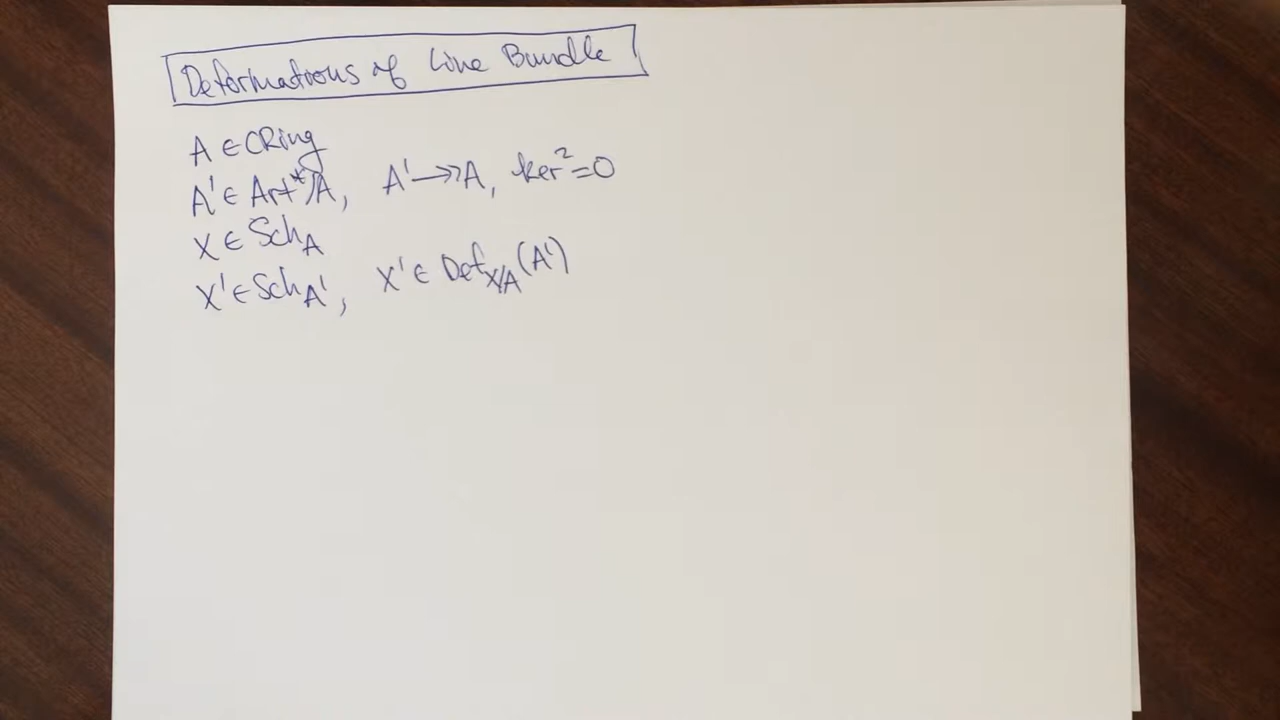 Deformations of Line Bundle
A ∈ CRing
A' ∈ Art*/A, A' ↠ A, ker²=0
X ∈ Sch_A
X' ∈ Sch_A', X' ∈ Def_X/A (A')